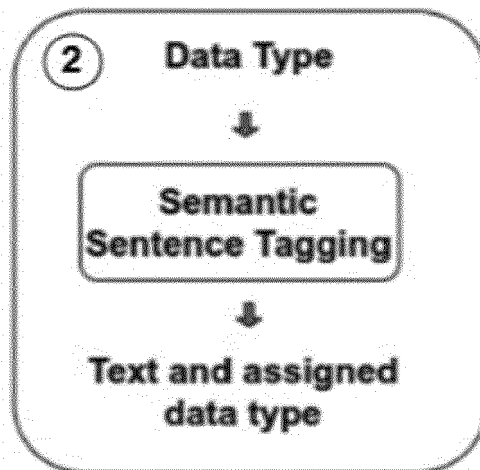 2
Data Type
Semantic
Sentence Tagging
Text and assigned
data type